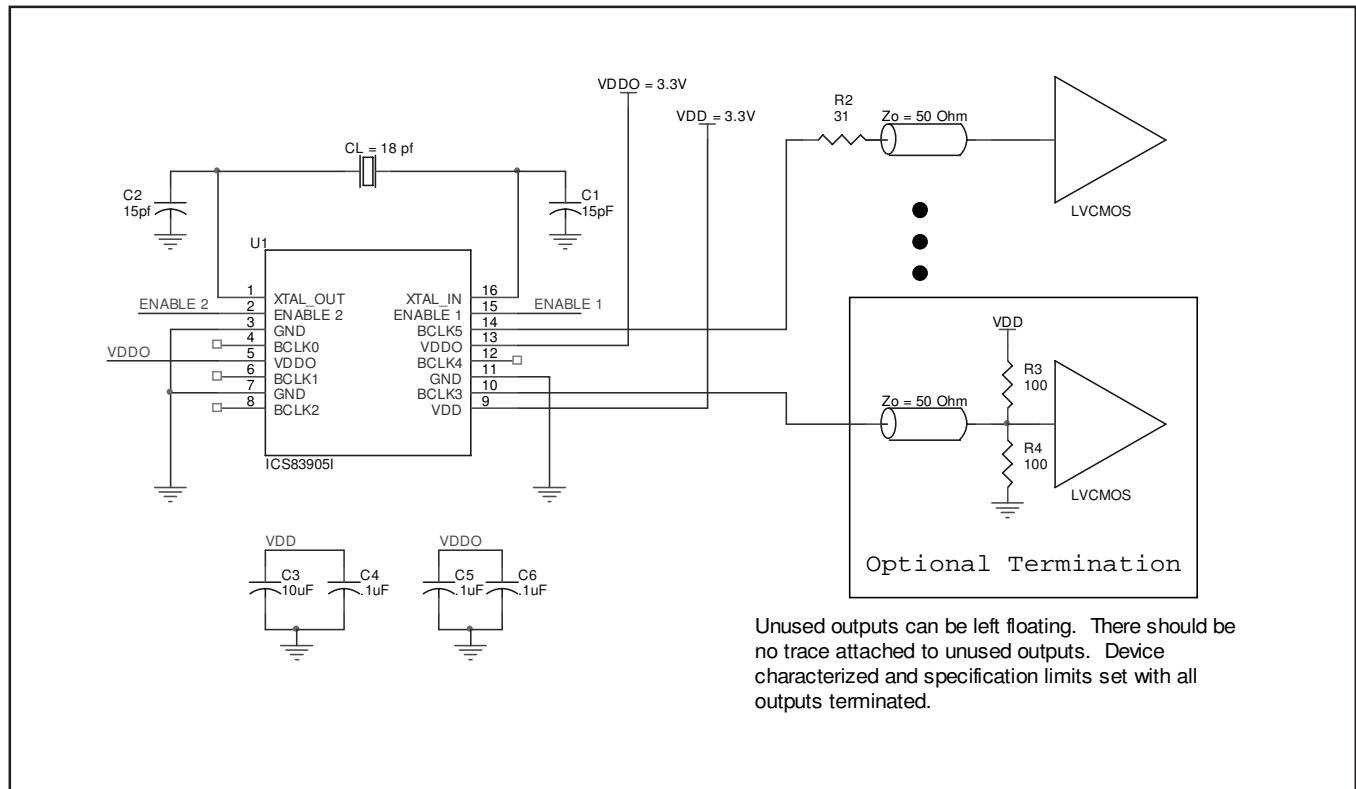 VDDO = 3.3V
VDD = 3.3V
R2
31
Zo = 50 Ohm
LVCMOS
CL = 18 pf
C2
15pf
C1
15pF
U1
ENABLE 2
VDDO
1
2
3
4
5
6
7
8
XTAL_OUT
ENABLE 2
GND
BCLK0
VDDO
BCLK1
GND
BCLK2
XTAL_IN
ENABLE 1
BCLK5
VDDO
BCLK4
GND
BCLK3
VDD
16
15
14
13
12
11
10
9
ENABLE 1
ICS83905I
VDD
R3
100
Zo = 50 Ohm
R4
100
LVCMOS
Optional Termination
VDD
C3
10uF
C4
.1uF
VDDO
C5
.1uF
C6
.1uF
Unused outputs can be left floating. There should be
no trace attached to unused outputs. Device
characterized and specification limits set with all
outputs terminated.